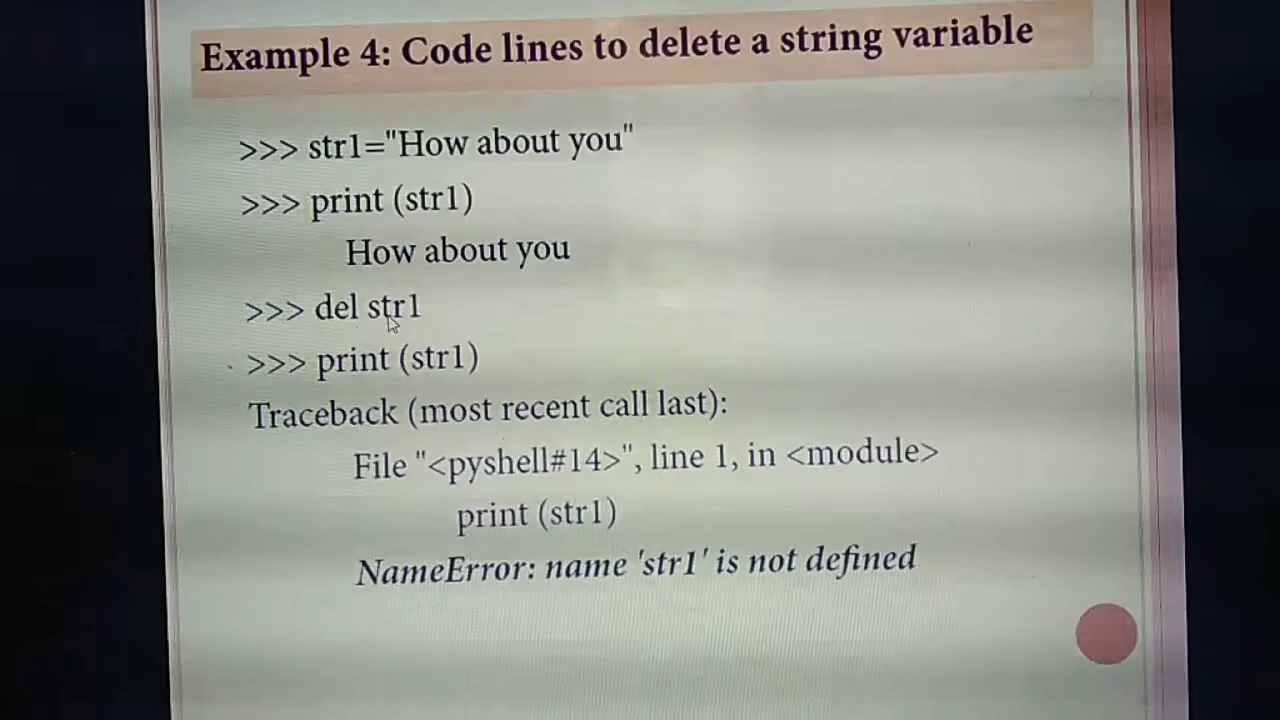 Example 4: Code lines to delete a string variable
>>> str1="How about you"
>>> print (str1)
How about you
>>> del str1
>>> print (str1)
Traceback (most recent call last):
File "<pyshell#14>", line 1, in <module>
print (str1)
NameError: name 'str1' is not defined